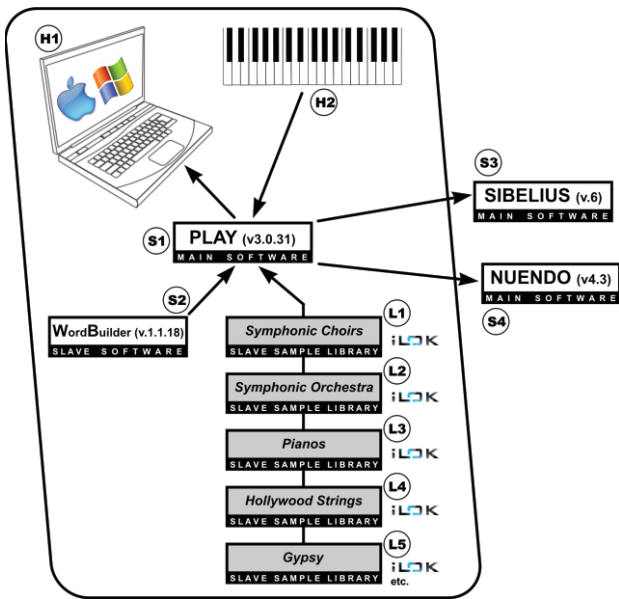 H1
H2
S3
SIBELIUS (v.6)
MAIN SOFTWARE
S1
PLAY (v3.0.31)
MAIN SOFTWARE
NUENDO (v4.3)
MAIN SOFTWARE
S4
S2
WordBuilder (v.1.1.18)
SLAVE SOFTWARE
L1
Symphonic Choirs
SLAVE SAMPLE LIBRARY
iLOK
L2
Symphonic Orchestra
SLAVE SAMPLE LIBRARY
iLOK
L3
Pianos
SLAVE SAMPLE LIBRARY
iLOK
L4
Hollywood Strings
SLAVE SAMPLE LIBRARY
iLOK
L5
Gypsy
SLAVE SAMPLE LIBRARY
iLOK
etc.